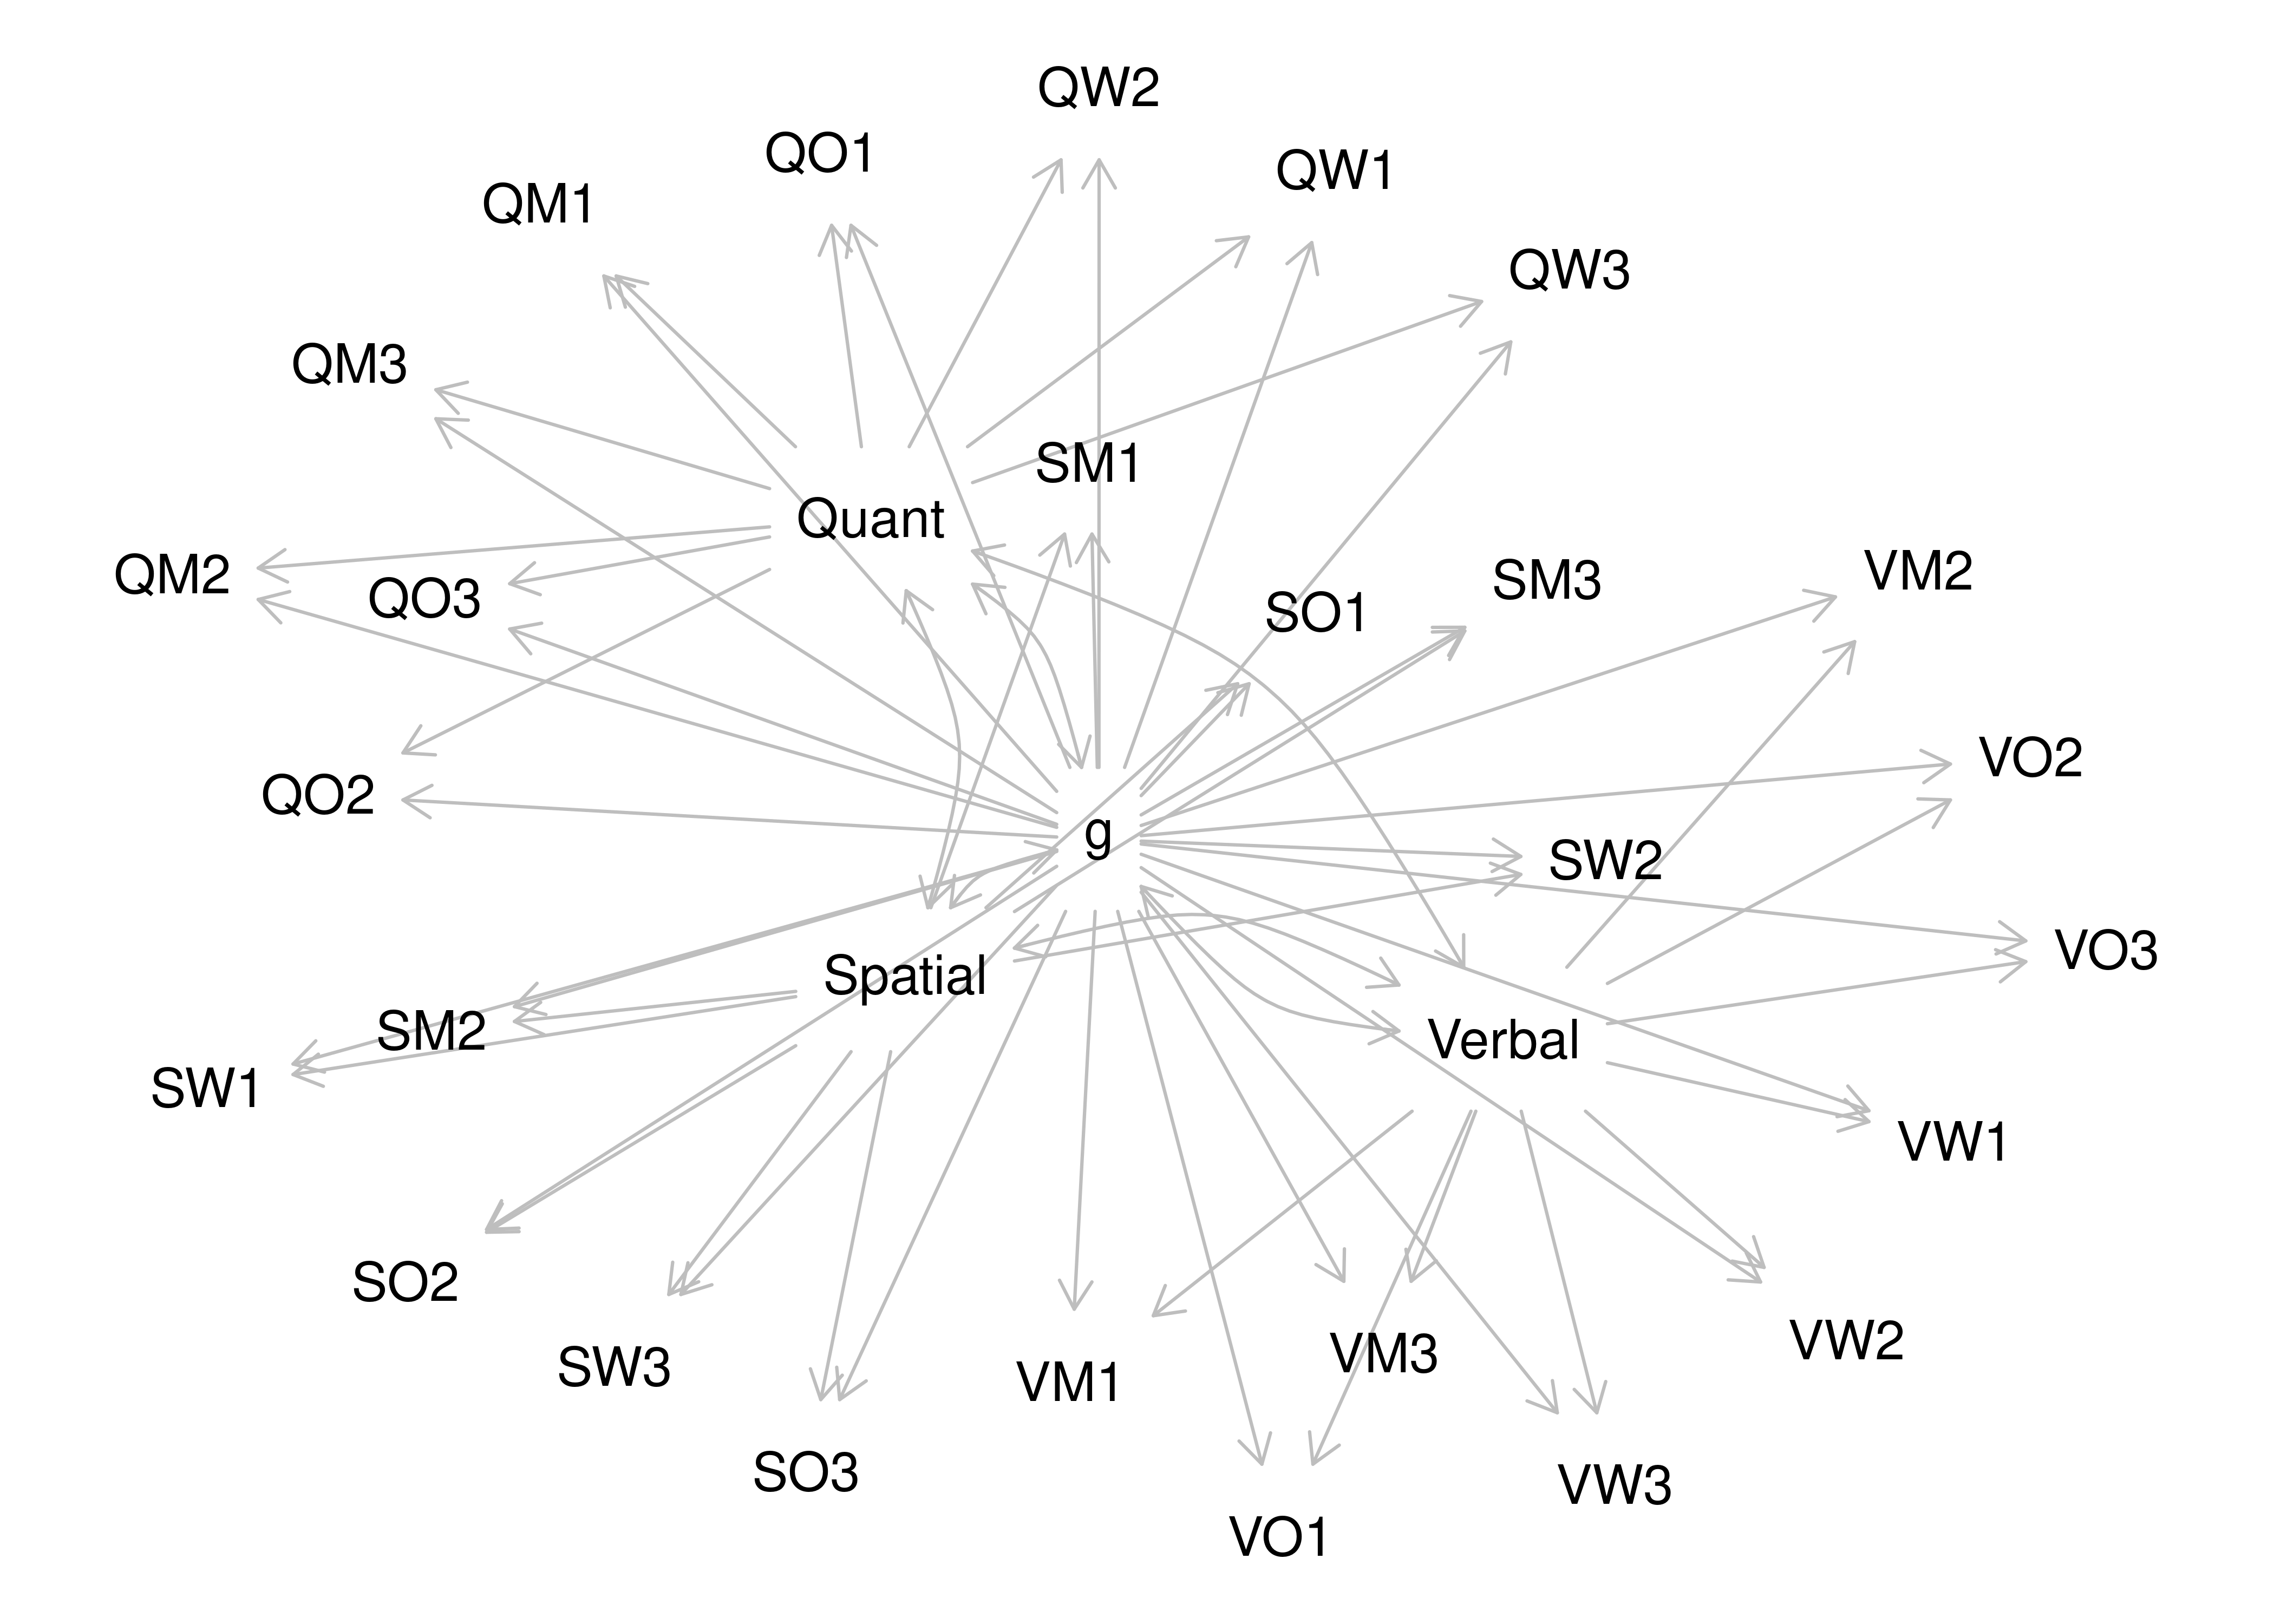 QW2
QO1
QW1
QM1
QW3
QM3
SM1
Quant
VM2
QM2
SM3
QO3
SO1
VO2
QO2
g
SW2
VO3
Spatial
SM2
Verbal
SW1
VW1
SO2
VW2
VM3
SW3
VM1
SO3
VW3
VO1